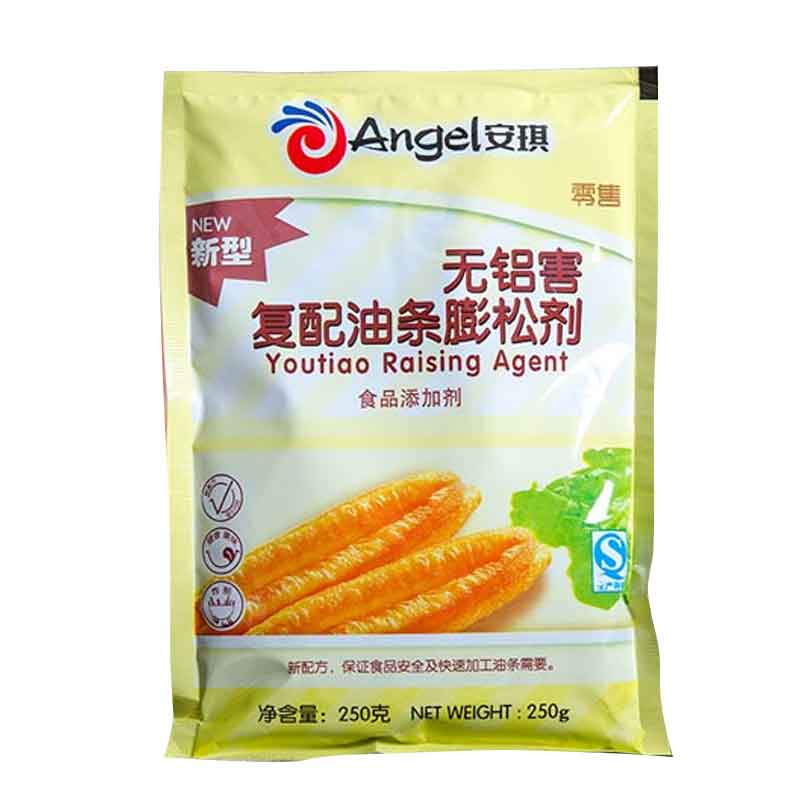 Angel安琪
零售
NEW
新型
无铝害
复配油条膨松剂
Youtiao Raising Agent
食品添加剂
新配方，保证食品安全及快速加工油条需要。
净含量：250克 NET WEIGHT : 250g